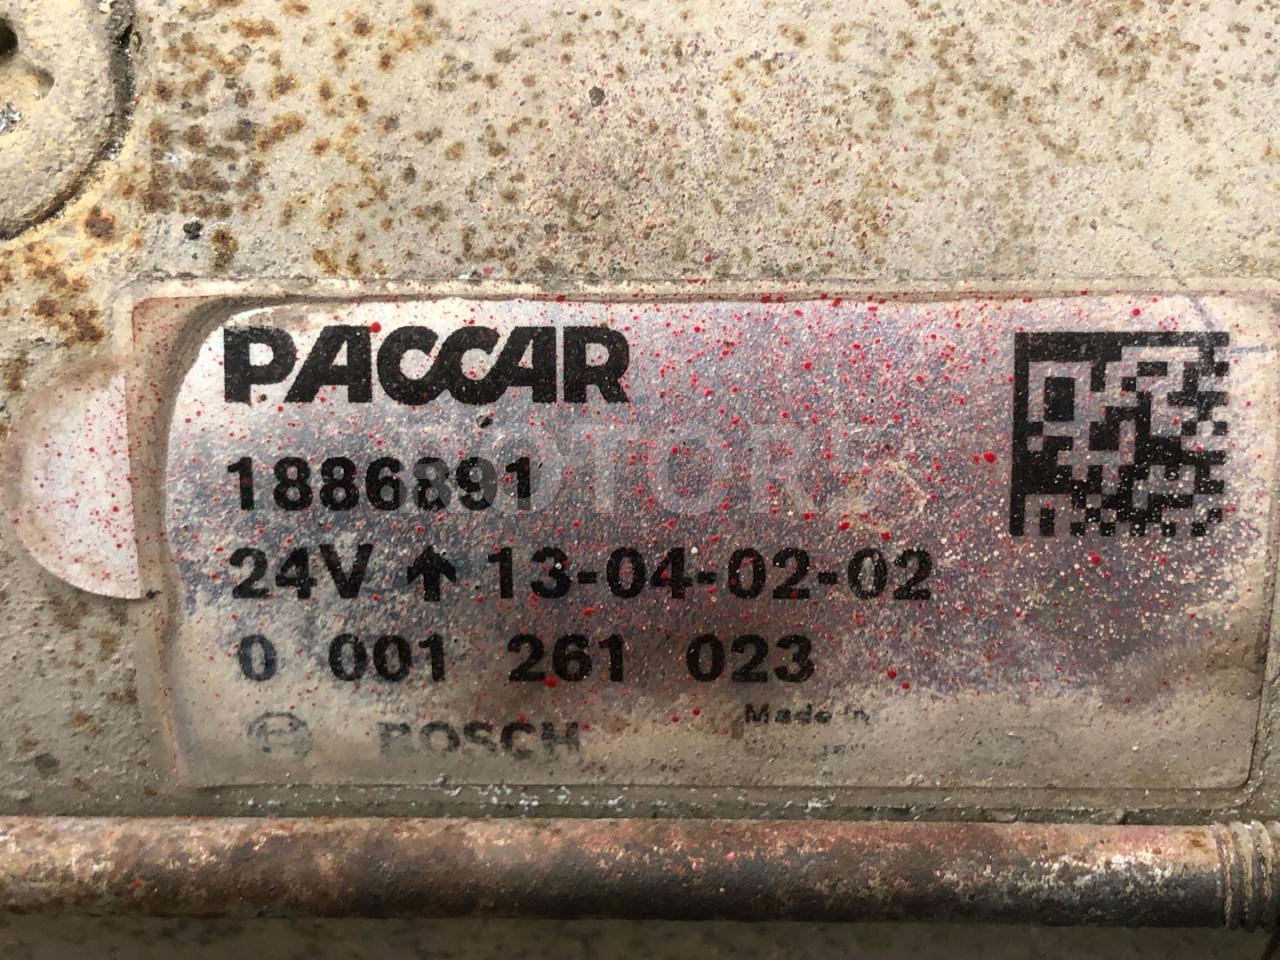 PACCAR
1886891
24V ↑ 13-04-02-02
0 001 261 023
BOSCH
Made in